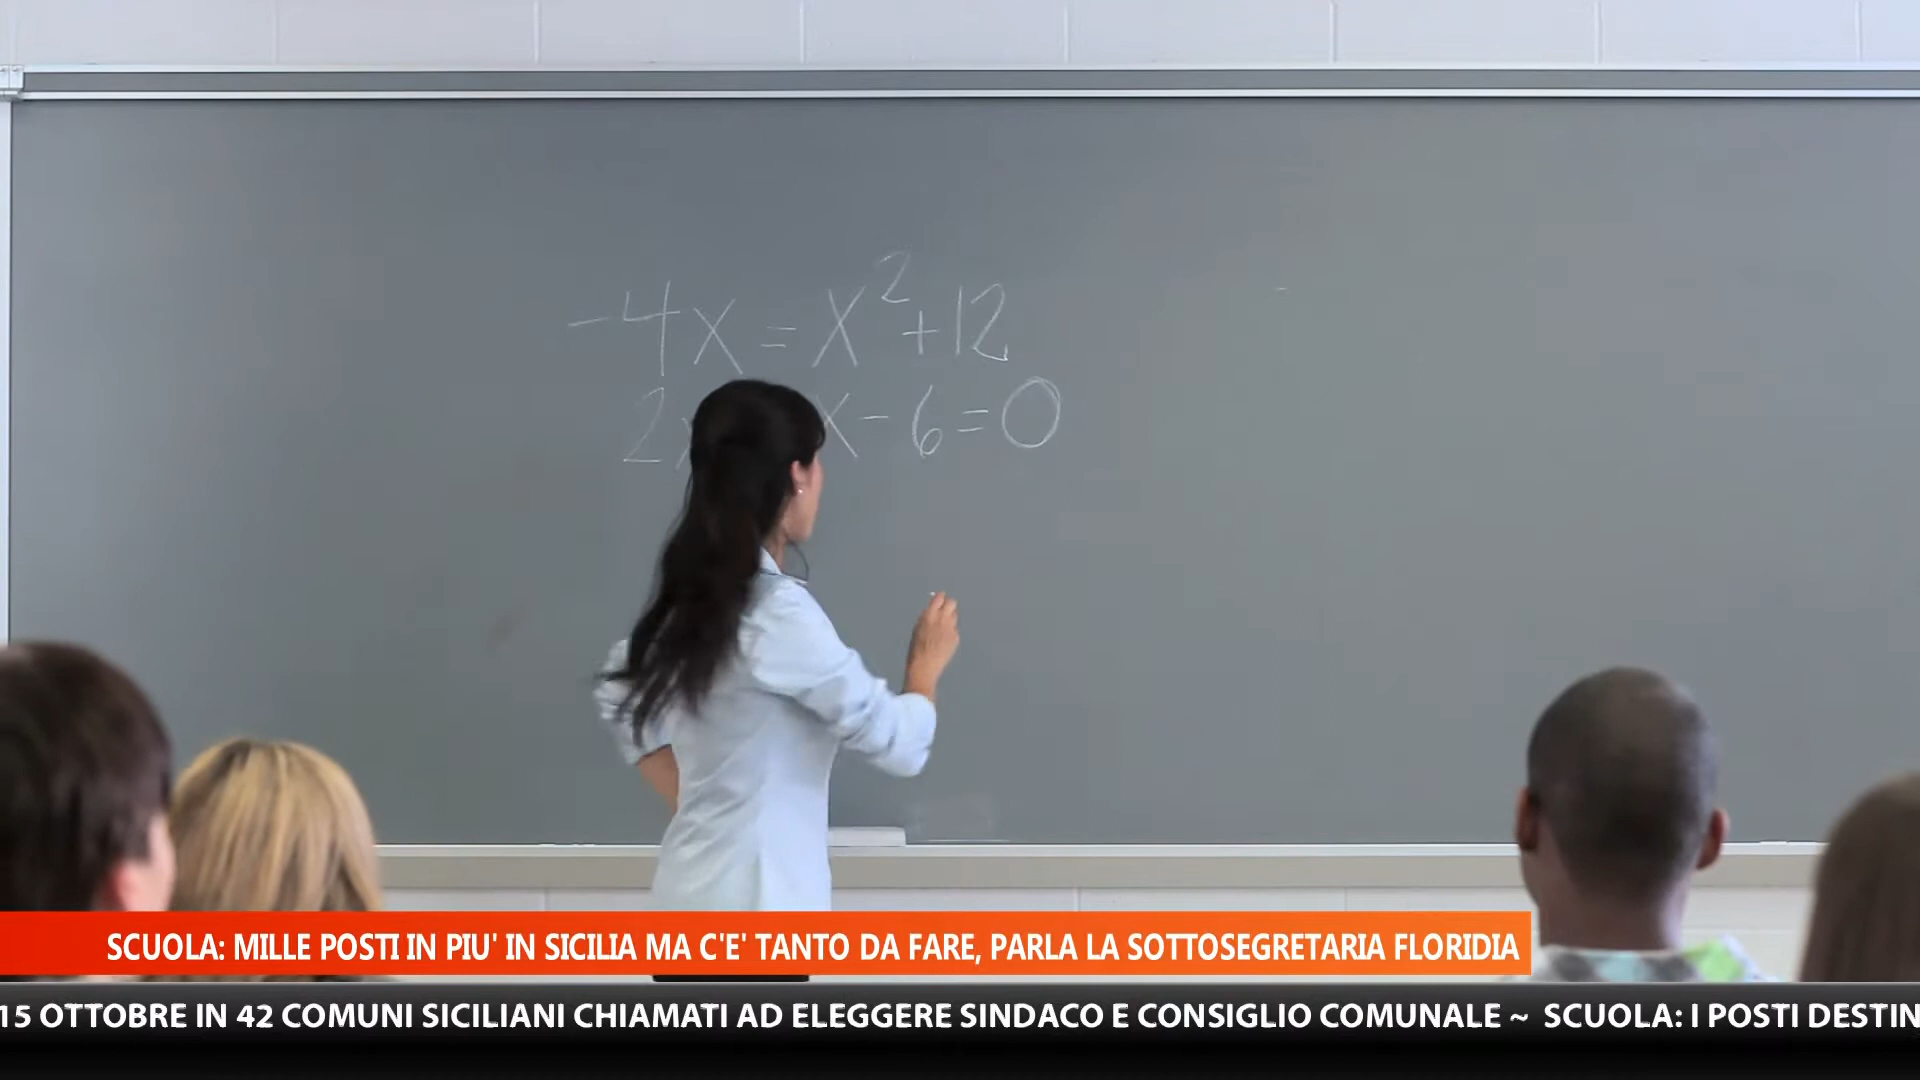 -4x = x²+12
x-6=0
SCUOLA: MILLE POSTI IN PIU' IN SICILIA MA C'E' TANTO DA FARE, PARLA LA SOTTOSEGRETARIA FLORIDIA
15 OTTOBRE IN 42 COMUNI SICILIANI CHIAMATI AD ELEGGERE SINDACO E CONSIGLIO COMUNALE ~ SCUOLA: I POSTI DESTIN